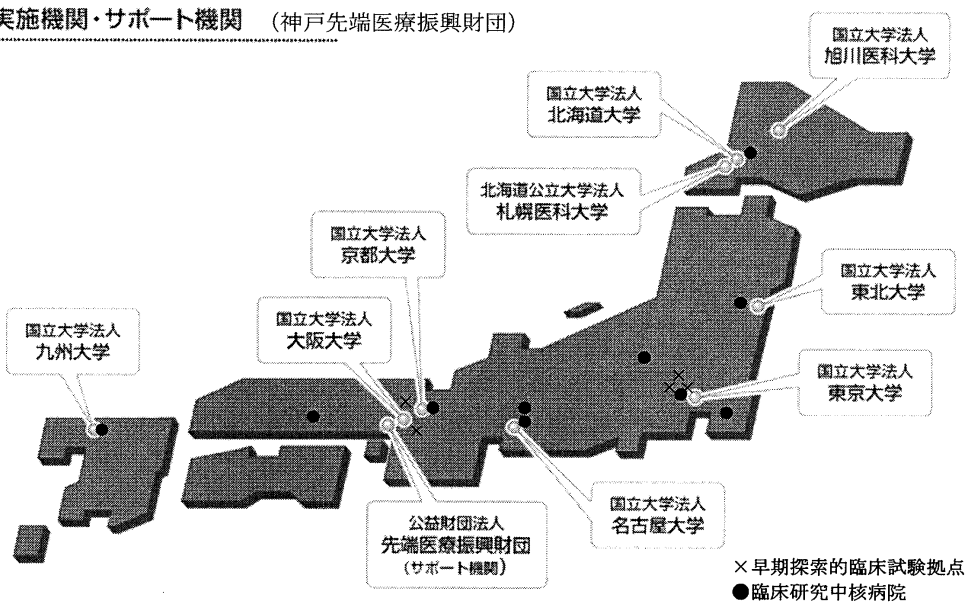 実施機関・サポート機関 （神戸先端医療振興財団）
国立大学法人
旭川医科大学
国立大学法人
北海道大学
北海道公立大学法人
札幌医科大学
国立大学法人
京都大学
国立大学法人
東北大学
国立大学法人
大阪大学
国立大学法人
九州大学
国立大学法人
東京大学
国立大学法人
名古屋大学
公益財団法人
先端医療振興財団
(サポート機関)
×早期探索的臨床試験拠点
●臨床研究中核病院